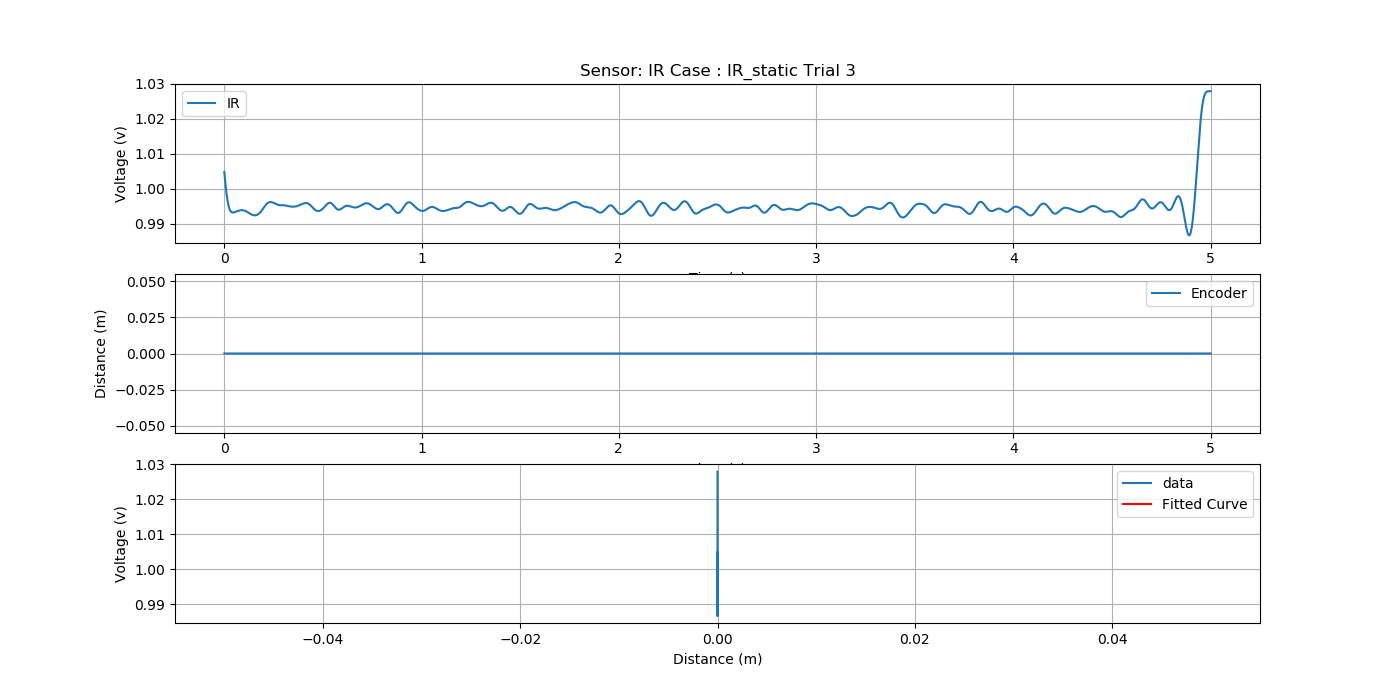 Sensor: IR Case : IR_static Trial 3
Voltage (v)
1.03
1.02
1.01
1.00
0.99
IR
0 1 2 3 4 5
Distance (m)
0.050
0.025
0.000
−0.025
−0.050
Encoder
0 1 2 3 4 5
Voltage (v)
1.03
1.02
1.01
1.00
0.99
data
Fitted Curve
−0.04 −0.02 0.00 0.02 0.04
Distance (m)